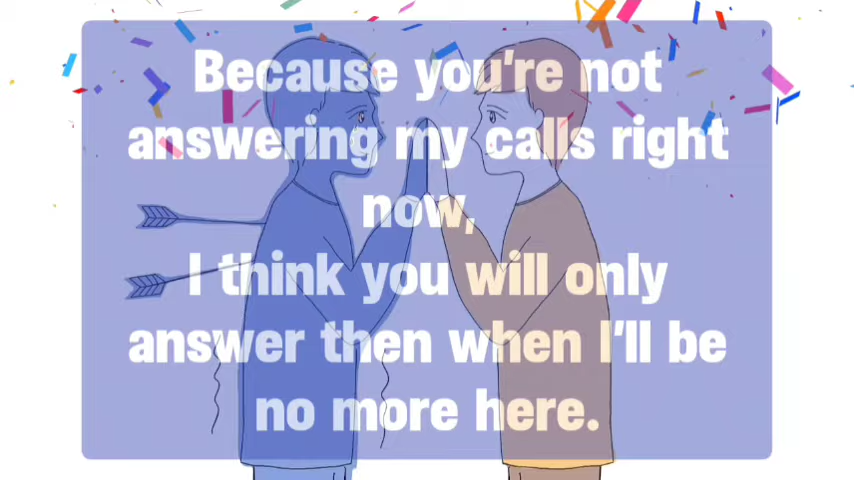 Because you're not
answering my calls right
now,
I think you will only
answer then when I'll be
no more here.